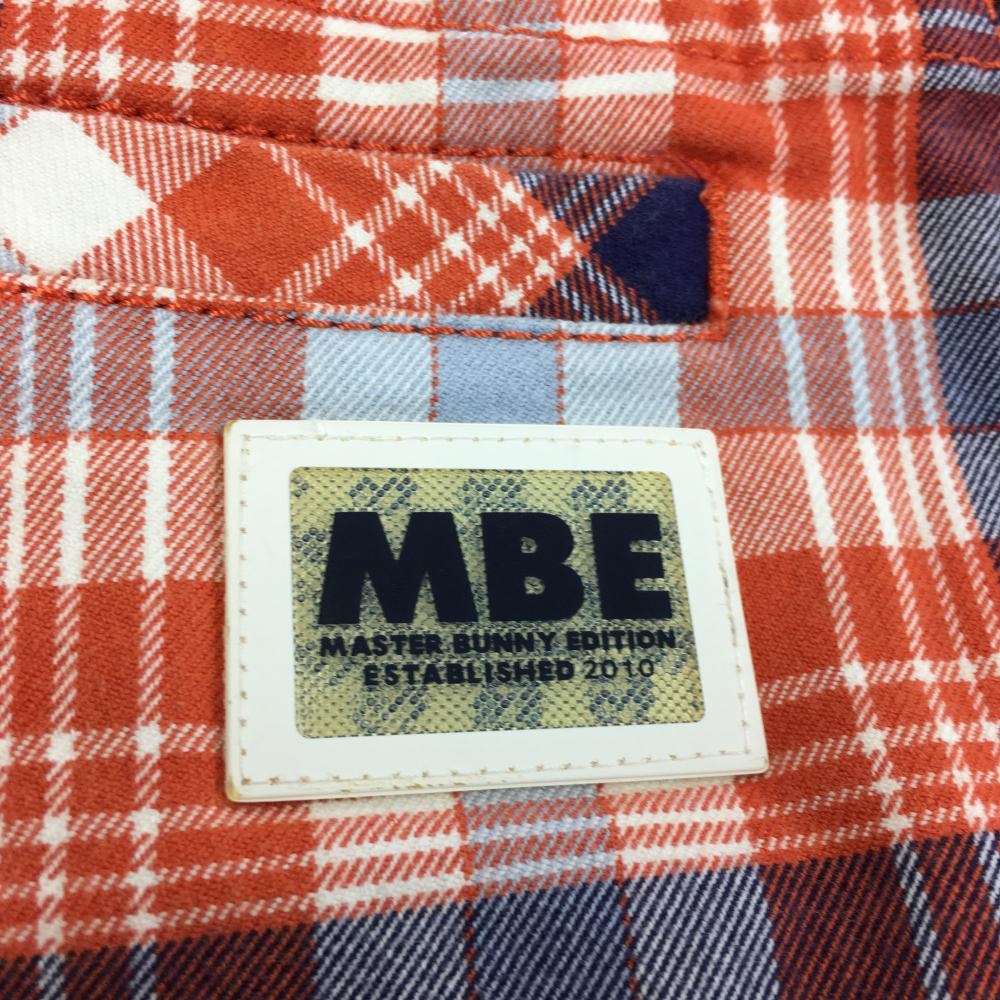 MBE
MASTER BUNNY EDITION
ESTABLISHED 2010